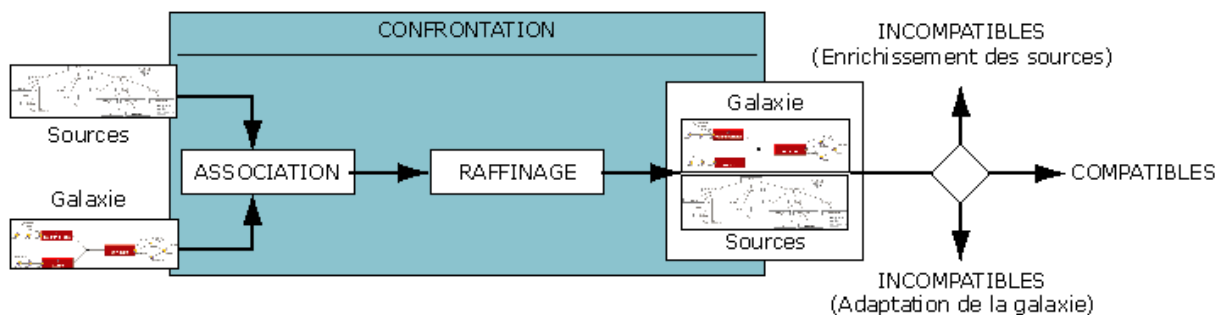 CONFRONTATION
INCOMPATIBLES
(Enrichissement des sources)
Sources
Galaxie
ASSOCIATION
RAFFINAGE
Galaxie
Sources
COMPATIBLES
INCOMPATIBLES
(Adaptation de la galaxie)